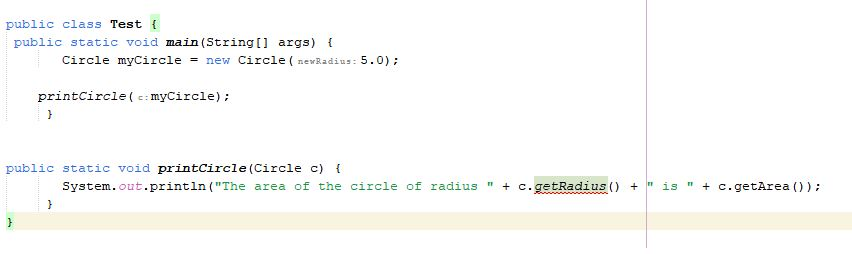 public class Test {
public static void main(String[] args) {
Circle myCircle = new Circle( newRadius: 5.0);
printCircle( c: myCircle);
}
public static void printCircle(Circle c) {
System.out.println("The area of the circle of radius " + c.getRadius() + " is " + c.getArea());
}
}